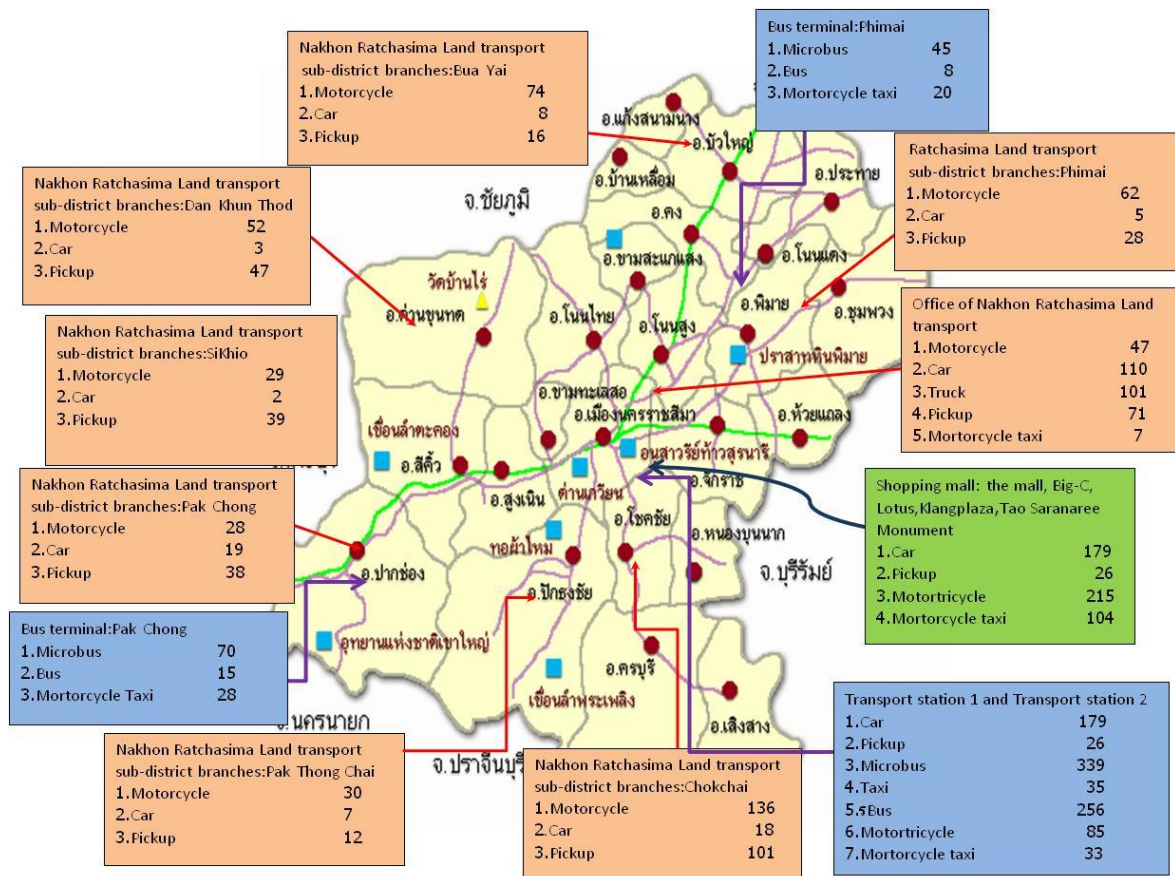 Nakhon Ratchasima Land transport
sub-district branches:Bua Yai
1.Motorcycle 74
2.Car 8
3.Pickup 16
Bus terminal:Phimai
1.Microbus 45
2.Bus 8
3.Mortorcycle taxi 20
Ratchasima Land transport
sub-district branches:Phimai
1.Motorcycle 62
2.Car 5
3.Pickup 28
Nakhon Ratchasima Land transport
sub-district branches:Dan Khun Thod
1.Motorcycle 52
2.Car 3
3.Pickup 47
Nakhon Ratchasima Land transport
sub-district branches:SiKhio
1.Motorcycle 29
2.Car 2
3.Pickup 39
Office of Nakhon Ratchasima Land
transport
1.Motorcycle 47
2.Car 110
3.Truck 101
4.Pickup 71
5.Mortorcycle taxi 7
Nakhon Ratchasima Land transport
sub-district branches:Pak Chong
1.Motorcycle 28
2.Car 19
3.Pickup 38
Shopping mall: the mall, Big-C,
Lotus,Klangplaza,Tao Saranaree
Monument
1.Car 179
2.Pickup 26
3.Motortricycle 215
4.Mortorcycle taxi 104
Bus terminal:Pak Chong
1.Microbus 70
2.Bus 15
3.Mortorcycle Taxi 28
Nakhon Ratchasima Land transport
sub-district branches:Pak Thong Chai
1.Motorcycle 30
2.Car 7
3.Pickup 12
Nakhon Ratchasima Land transport
sub-district branches:Chokchai
1.Motorcycle 136
2.Car 18
3.Pickup 101
Transport station 1 and Transport station 2
1.Car 179
2.Pickup 26
3.Microbus 339
4.Taxi 35
5.5Bus 256
6.Motortricycle 85
7.Mortorcycle taxi 33
อ.แก้งสนามนาง
อ.บัวใหญ่
อ.บ้านเหลื่อม
อ.ประทาย
จ.ชัยภูมิ
อ.คง
อ.ขามสะแกแสง
อ.โนนแดง
วัดบ้านไร่
อ.ด่านขุนทด
อ.โนนไทย
อ.โนนสูง
อ.พิมาย
อ.ชุมพวง
ปราสาทหินพิมาย
อ.ขามทะเลสอ
อ.เมืองนครราชสีมา
อ.ห้วยแถลง
เขื่อนลำตะคอง
อ.สีคิ้ว
อนุสาวรีย์ท้าวสุรนารี
อ.สูงเนิน
ด่านเกวียน
อ.จักราช
ทอผ้าไหม
อ.โชคชัย
อ.หนองบุนนาก
จ.บุรีรัมย์
อ.ปากช่อง
อ.ปักธงชัย
อุทยานแห่งชาติเขาใหญ่
อ.ครบุรี
เขื่อนลำพระเพลิง
อ.เสิงสาง
จ.นครนายก
จ.ปราจีนบุรี